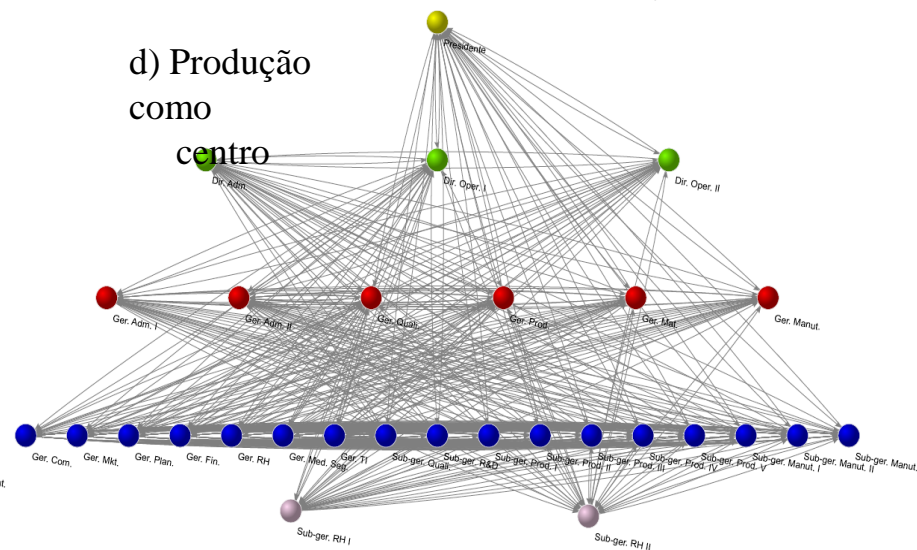 Presidente
d) Produção
como
centro
Dir. Adm.
Dir. Oper. I
Dir. Oper. II
Ger. Adm. I
Ger. Adm. II
Ger. Quali.
Ger. Prod.
Ger. Mat.
Ger. Manut.
Ger. Com.
Ger. Mkt.
Ger. Plan.
Ger. Fin.
Ger. RH
Ger. Med. Seg.
Ger. TI
Sub-ger. Quali.
Sub-ger. R&D
Sub-ger. Prod. I
Sub-ger. Prod. II
Sub-ger. Prod. III
Sub-ger. Prod. IV
Sub-ger. Prod. V
Sub-ger. Manut. I
Sub-ger. Manut. II
Sub-ger. Manut.
Sub-ger. RH I
Sub-ger. RH II